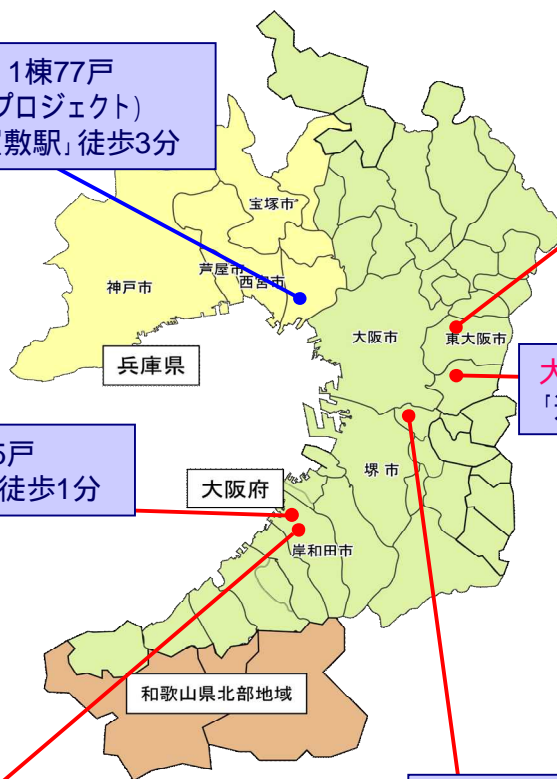 1棟77戸
プロジェクト)
敷駅」徒歩3分
宝塚市
芦屋市
西宮市
神戸市
大阪市
東大阪市
兵庫県
大
戸
徒歩1分
堺市
大阪府
岸和田市
和歌山県北部地域